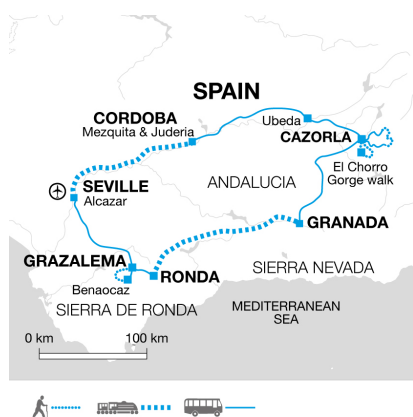 SPAIN
CORDOBA
Mezquita & Juderia
Ubeda
CAZORLA
El Chorro
Gorge walk
ANDALUCIA
SEVILLE
Alcazar
GRANADA
GRAZALEMA
RONDA
SIERRA NEVADA
Benaocaz
SIERRA DE RONDA
MEDITERRANEAN
SEA
0 km
100 km